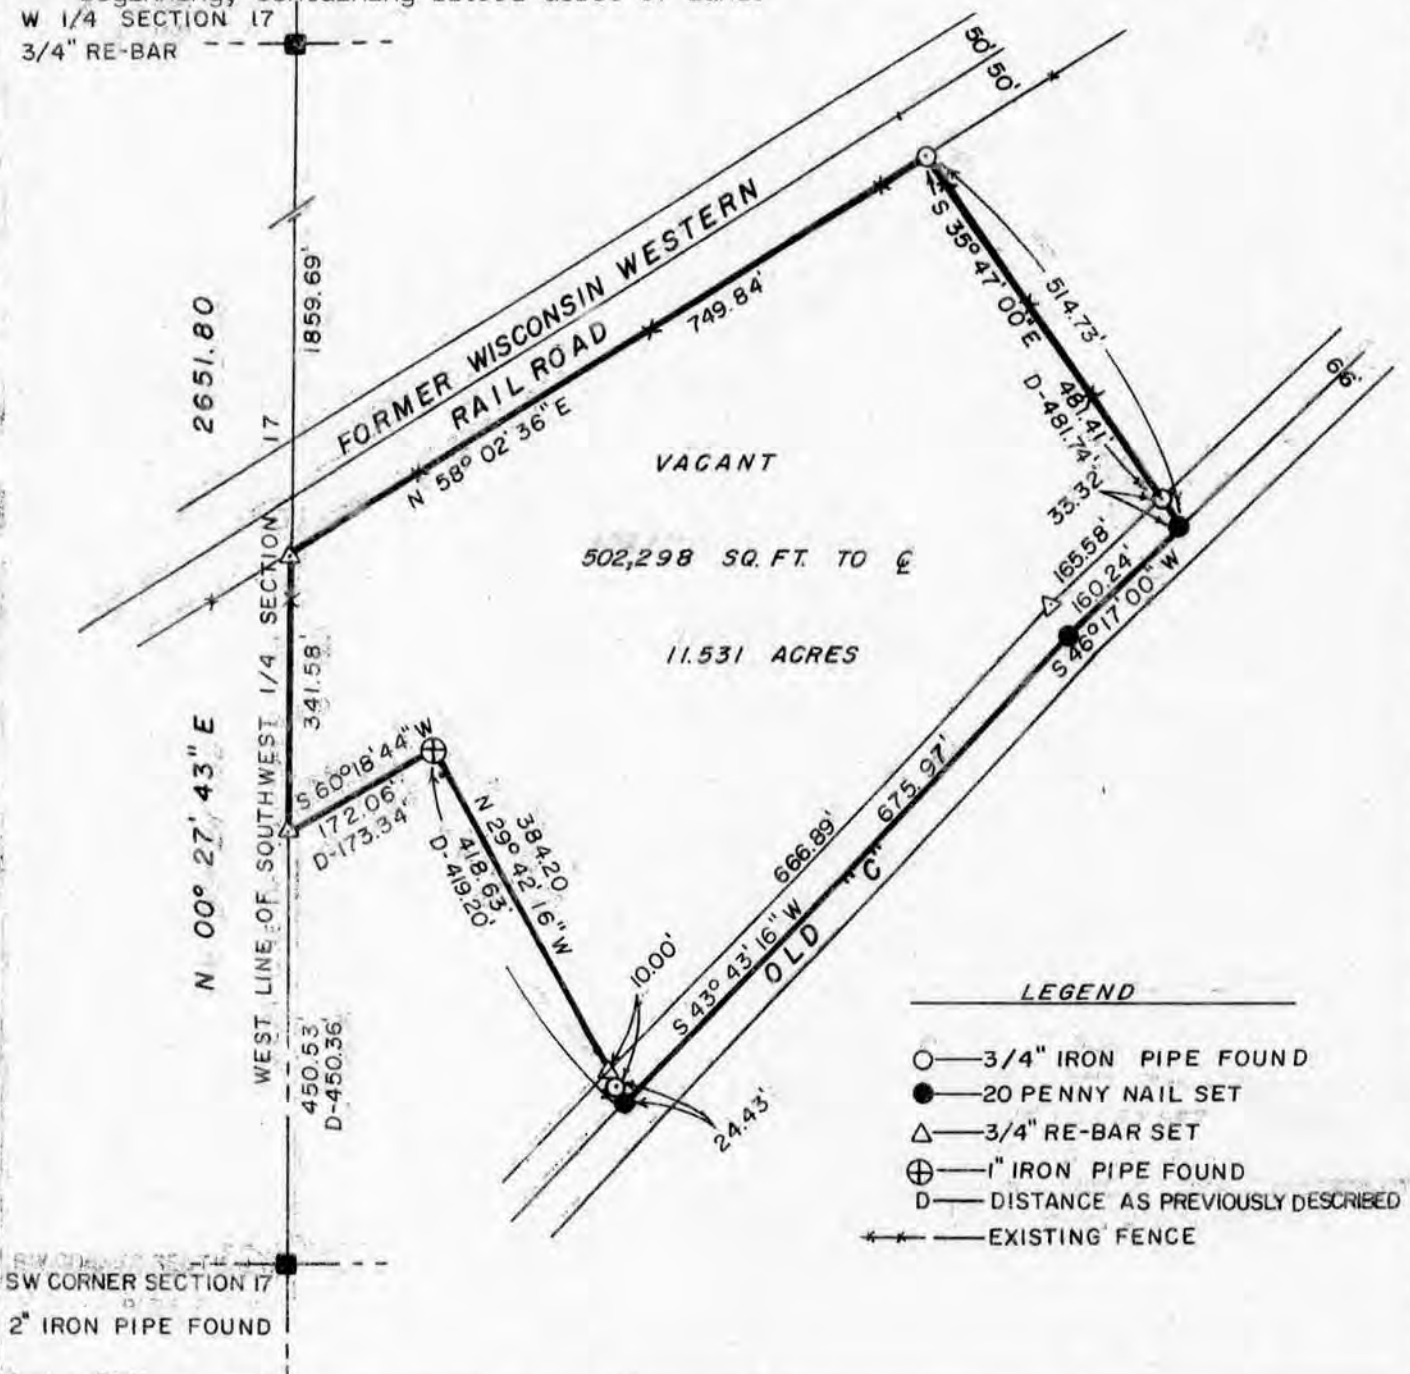 W 1/4 SECTION 17
3/4" RE-BAR
50' 50'
1859.69'
2651.80
FORMER WISCONSIN WESTERN
RAIL ROAD
749.84'
N 58° 02' 36" E
S 35° 47' 00" E
514.73'
481.41'
D-481.74'
33.32'
66'
VACANT
502,298 SQ. FT. TO ℄
11.531 ACRES
165.58'
160.24'
S 46° 17' 00" W
WEST LINE OF SOUTHWEST 1/4 SECTION 17
341.58'
N 00° 27' 43" E
S 60° 18' 44" W
172.06'
D-173.34'
384.20
N 29° 42' 16" W
418.63'
D-419.20'
666.89'
675.97'
S 43° 43' 16" W
OLD "C"
10.00'
24.43'
450.53'
D-450.36'
LEGEND
3/4" IRON PIPE FOUND
20 PENNY NAIL SET
3/4" RE-BAR SET
1" IRON PIPE FOUND
D DISTANCE AS PREVIOUSLY DESCRIBED
EXISTING FENCE
SW CORNER SECTION 17
2" IRON PIPE FOUND